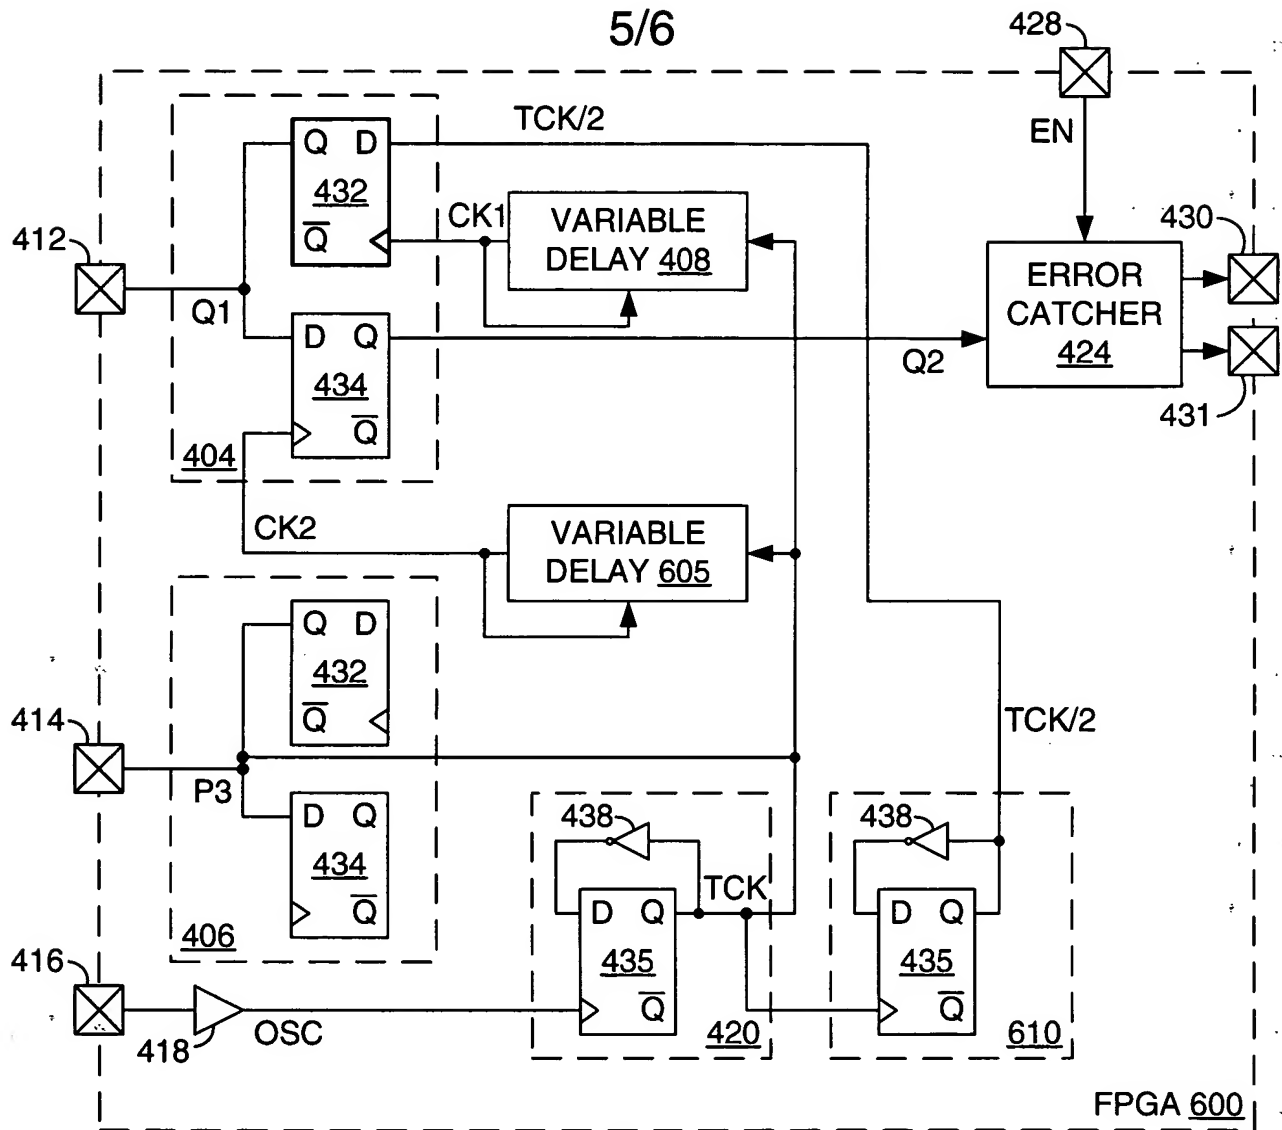 5/6
428
TCK/2
EN
Q D
432
Q
CK1
VARIABLE
DELAY 408
412
430
ERROR
CATCHER
424
Q1
D Q
434
Q
Q2
431
404
CK2
VARIABLE
DELAY 605
Q D
432
Q
414
TCK/2
P3
D Q
434
Q
438
438
TCK
D Q
435
Q
D Q
435
Q
406
416
418
OSC
420
610
FPGA 600